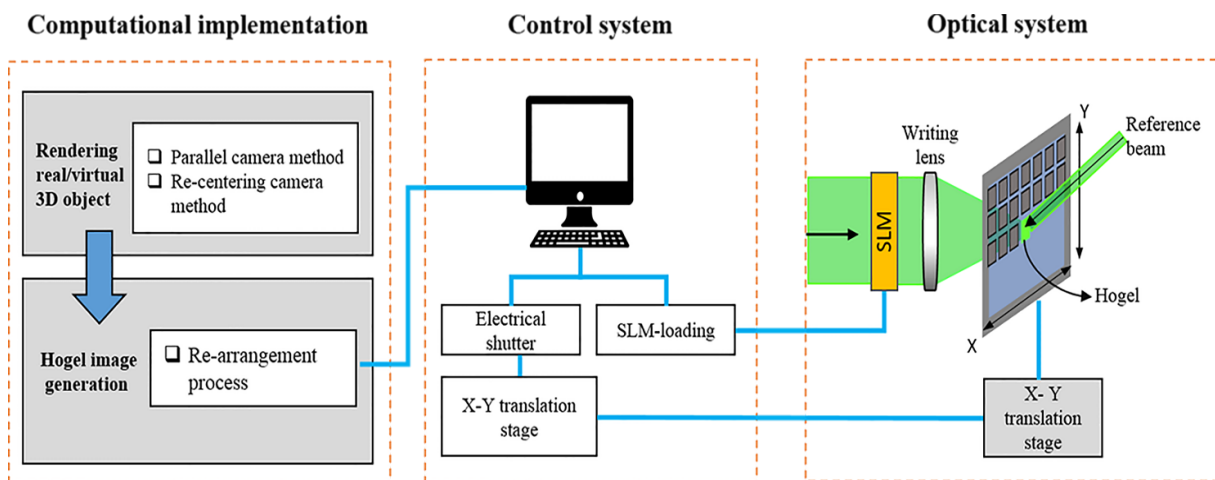 Computational implementation
Control system
Optical system
Rendering
real/virtual
3D object
Parallel camera method
Re-centering camera
method
Hogel image
generation
Re-arrangement
process
Electrical
shutter
SLM-loading
X-Y translation
stage
SLM
Writing
lens
Y
Reference
beam
Hogel
X
X- Y
translation
stage